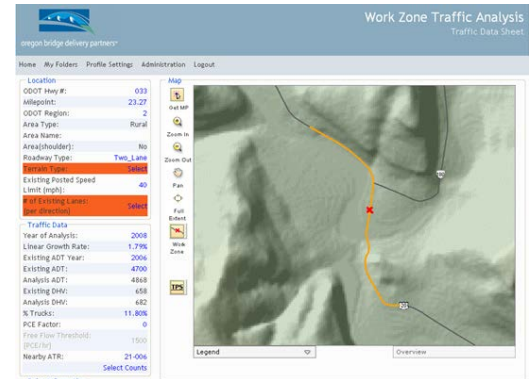 Work Zone Traffic Analysis
Traffic Data Sheet
oregon bridge delivery partners
Home My Folders Profile Settings Administration Logout
Location
ODOT Hwy #: 033
Milepoint: 23.27
ODOT Region: 2
Area Type: Rural
Area Name:
Area(shoulder): No
Roadway Type: Two_Lane
Terrain Type: Select
Existing Posted Speed
Limit (mph): 40
# of Existing Lanes:
(per direction) Select
Traffic Data
Year of Analysis: 2008
Linear Growth Rate: 1.79%
Existing ADT Year: 2006
Existing ADT: 4700
Analysis ADT: 4868
Existing DHV: 658
Analysis DHV: 682
% Trucks: 11.80%
PCE Factor: 0
Free Flow Threshold:
(PCE/hr) 1500
Nearby ATR: 21-006
Select Counts
Map
Get MP
Zoom In
Zoom Out
Pan
Full
Extent
Work
Zone
IPS
Legend
Overview